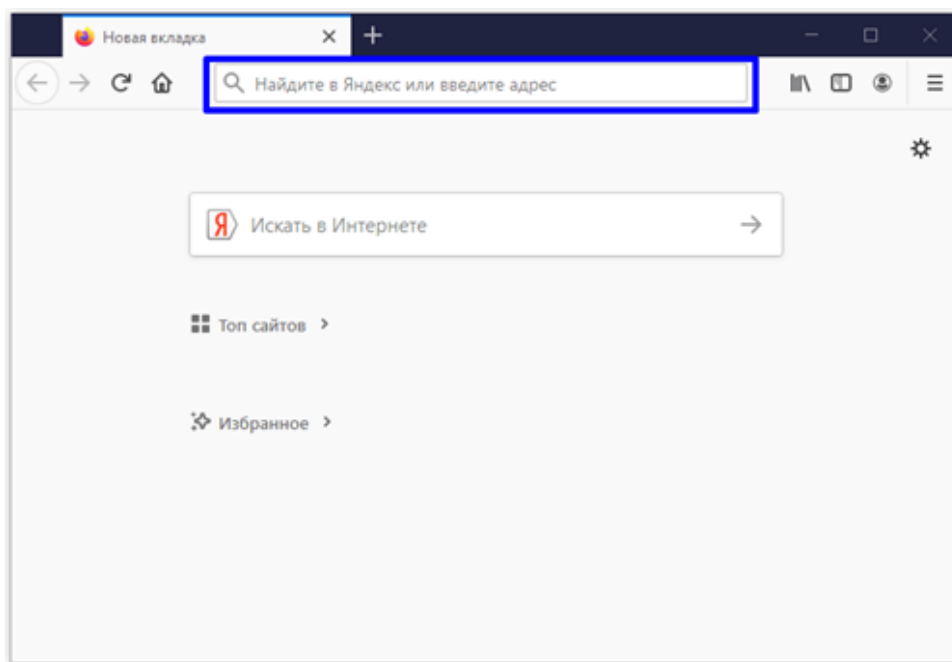 Новая вкладка
Найдите в Яндекс или введите адрес
Я Искать в Интернете
Топ сайтов
Избранное